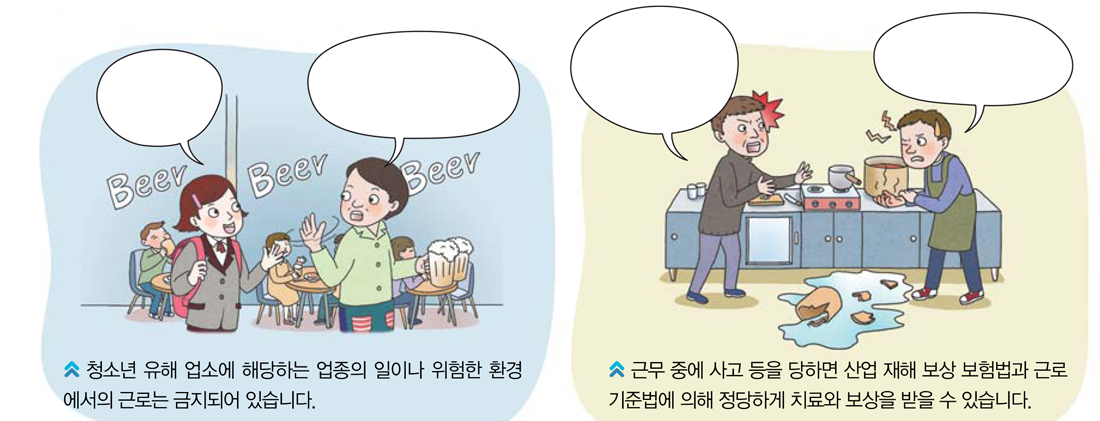 Beer
Beer
Beer
청소년 유해 업소에 해당하는 업종의 일이나 위험한 환경
에서의 근로는 금지되어 있습니다.
근무 중에 사고 등을 당하면 산업 재해 보상 보험법과 근로
기준법에 의해 정당하게 치료와 보상을 받을 수 있습니다.